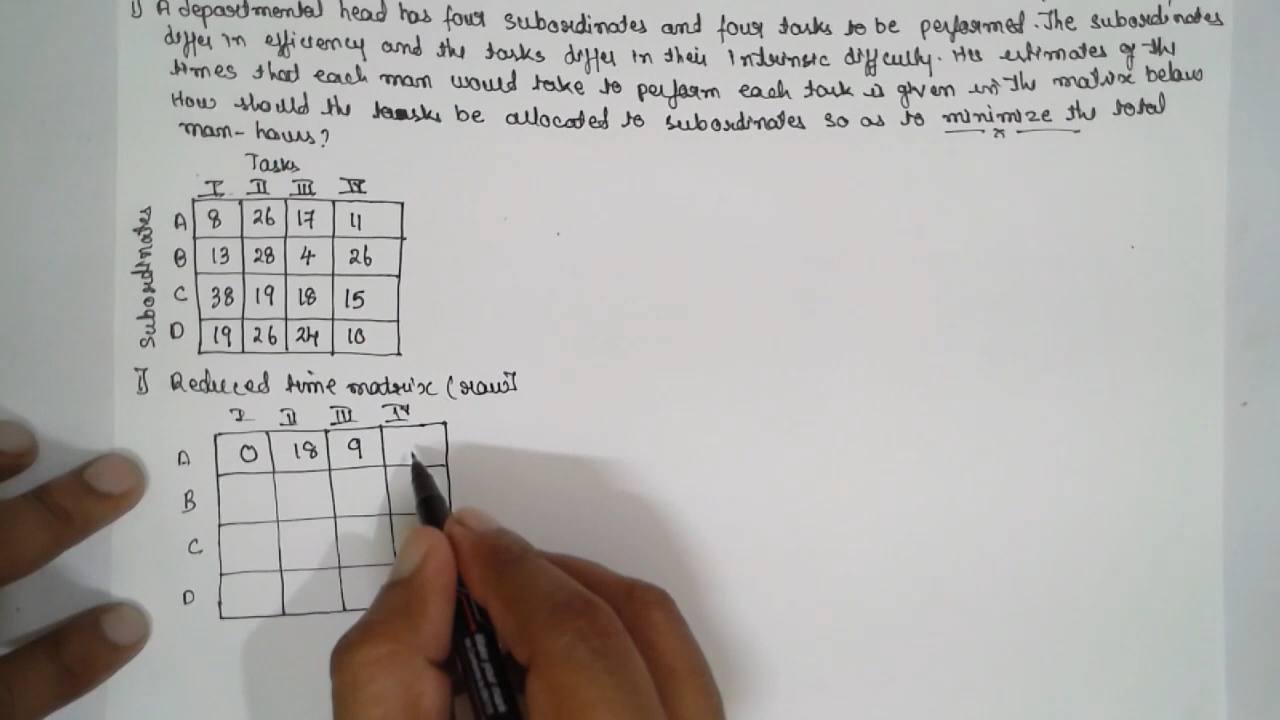 1) A departmental head has four subordinates and four tasks to be performed. The subordinates
differ in efficiency and the tasks differ in their intrinsic difficulty. His estimates of the
times that each man would take to perform each task is given in the matrix below
How should the tasks be allocated to subordinates so as to minimize the total
man-hours?
Tasks
I II III IV
Subordinates
A 8 26 17 11
B 13 28 4 26
C 38 19 18 15
D 19 26 24 10
I] Reduced time matrix (row)
I II III IV
A 0 18 9
B
C
D